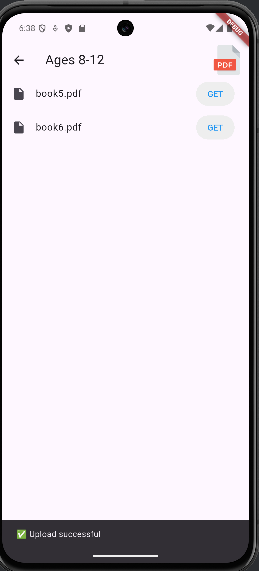 6:38
DEBUG
Ages 8-12
PDF
book5.pdf
GET
book6.pdf
GET
✅ Upload successful